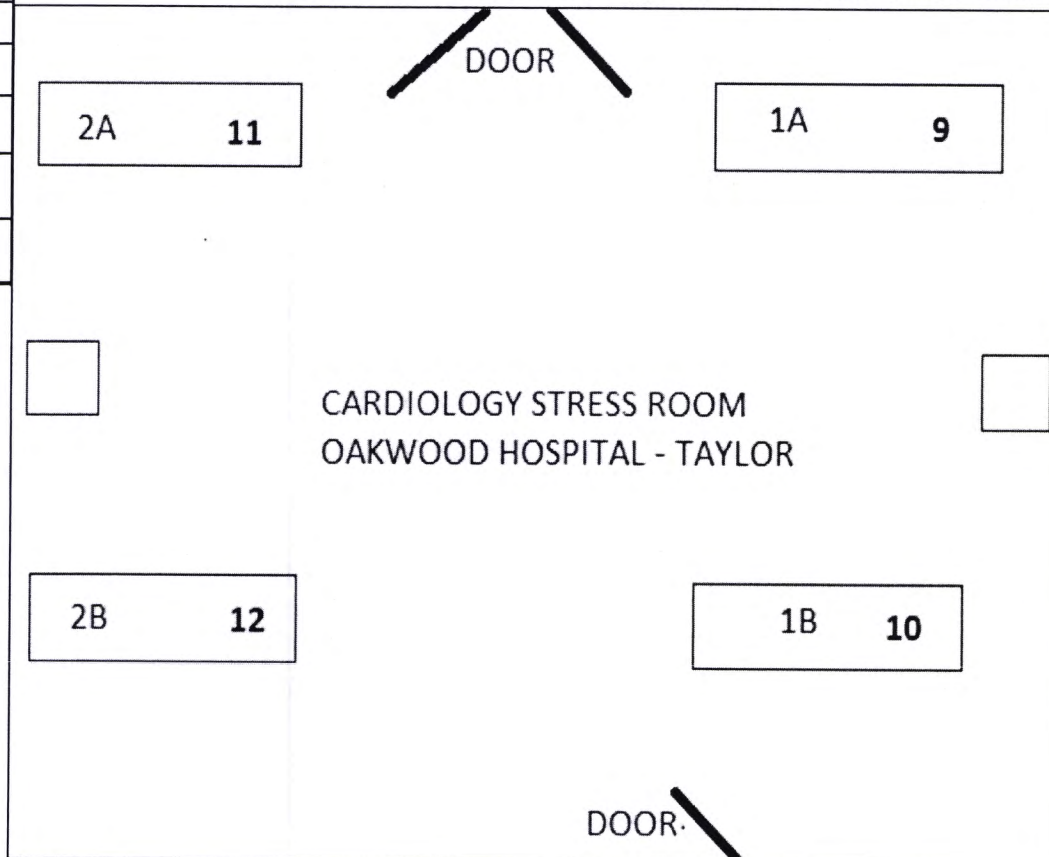 DOOR
2A 11
1A 9
CARDIOLOGY STRESS ROOM
OAKWOOD HOSPITAL - TAYLOR
2B 12
1B 10
DOOR